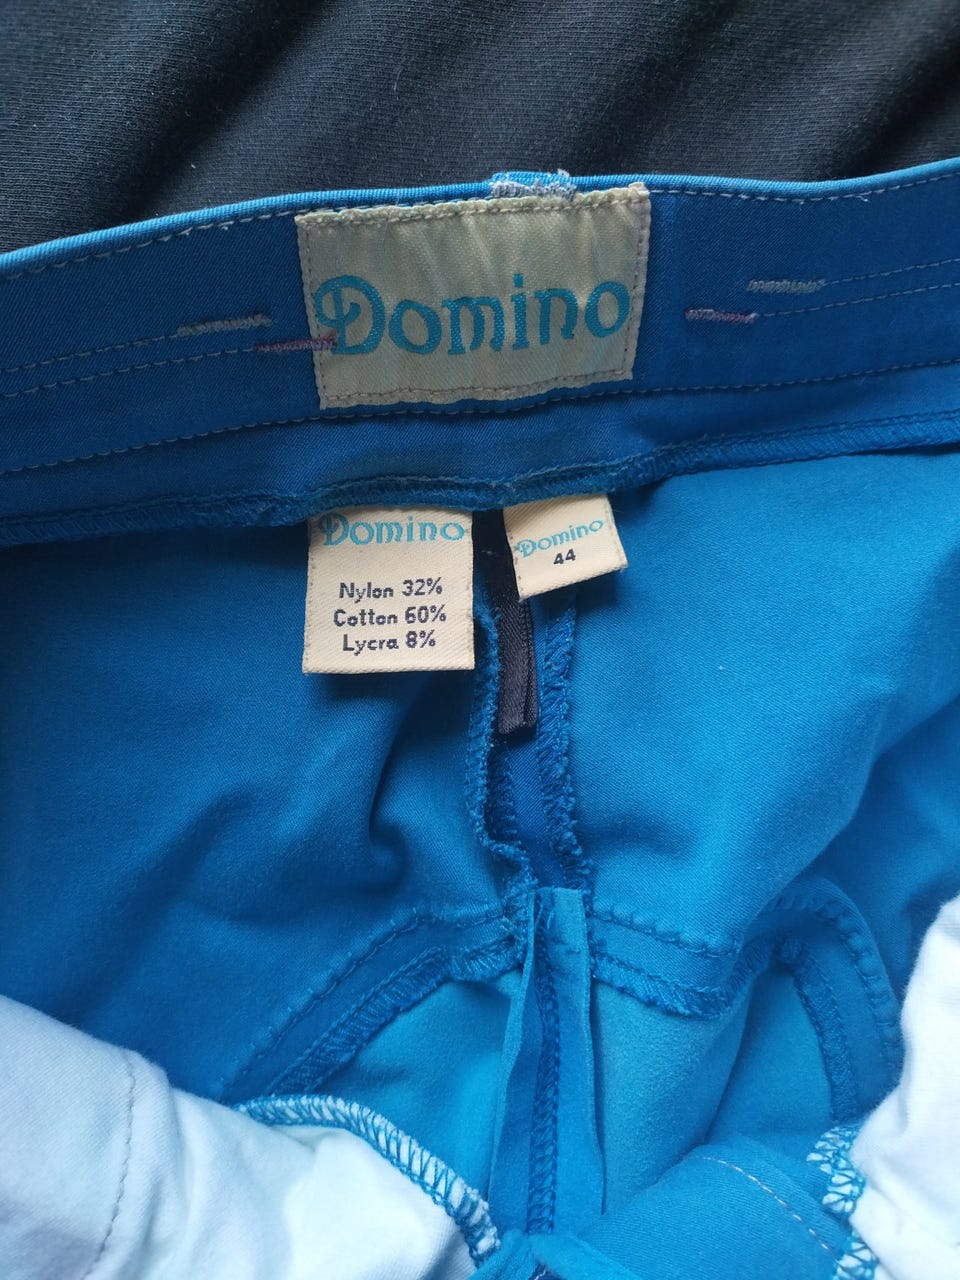 Domino
Domino
Nylon 32%
Cotton 60%
Lycra 8%
Domino
44